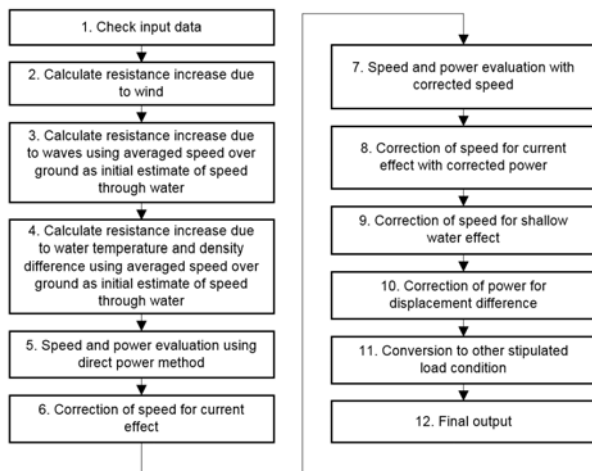 1. Check input data
2. Calculate resistance increase due
to wind
3. Calculate resistance increase due
to waves using averaged speed over
ground as initial estimate of speed
through water
4. Calculate resistance increase due
to water temperature and density
difference using averaged speed over
ground as initial estimate of speed
through water
5. Speed and power evaluation using
direct power method
6. Correction of speed for current
effect
7. Speed and power evaluation with
corrected speed
8. Correction of speed for current
effect with corrected power
9. Correction of speed for shallow
water effect
10. Correction of power for
displacement difference
11. Conversion to other stipulated
load condition
12. Final output